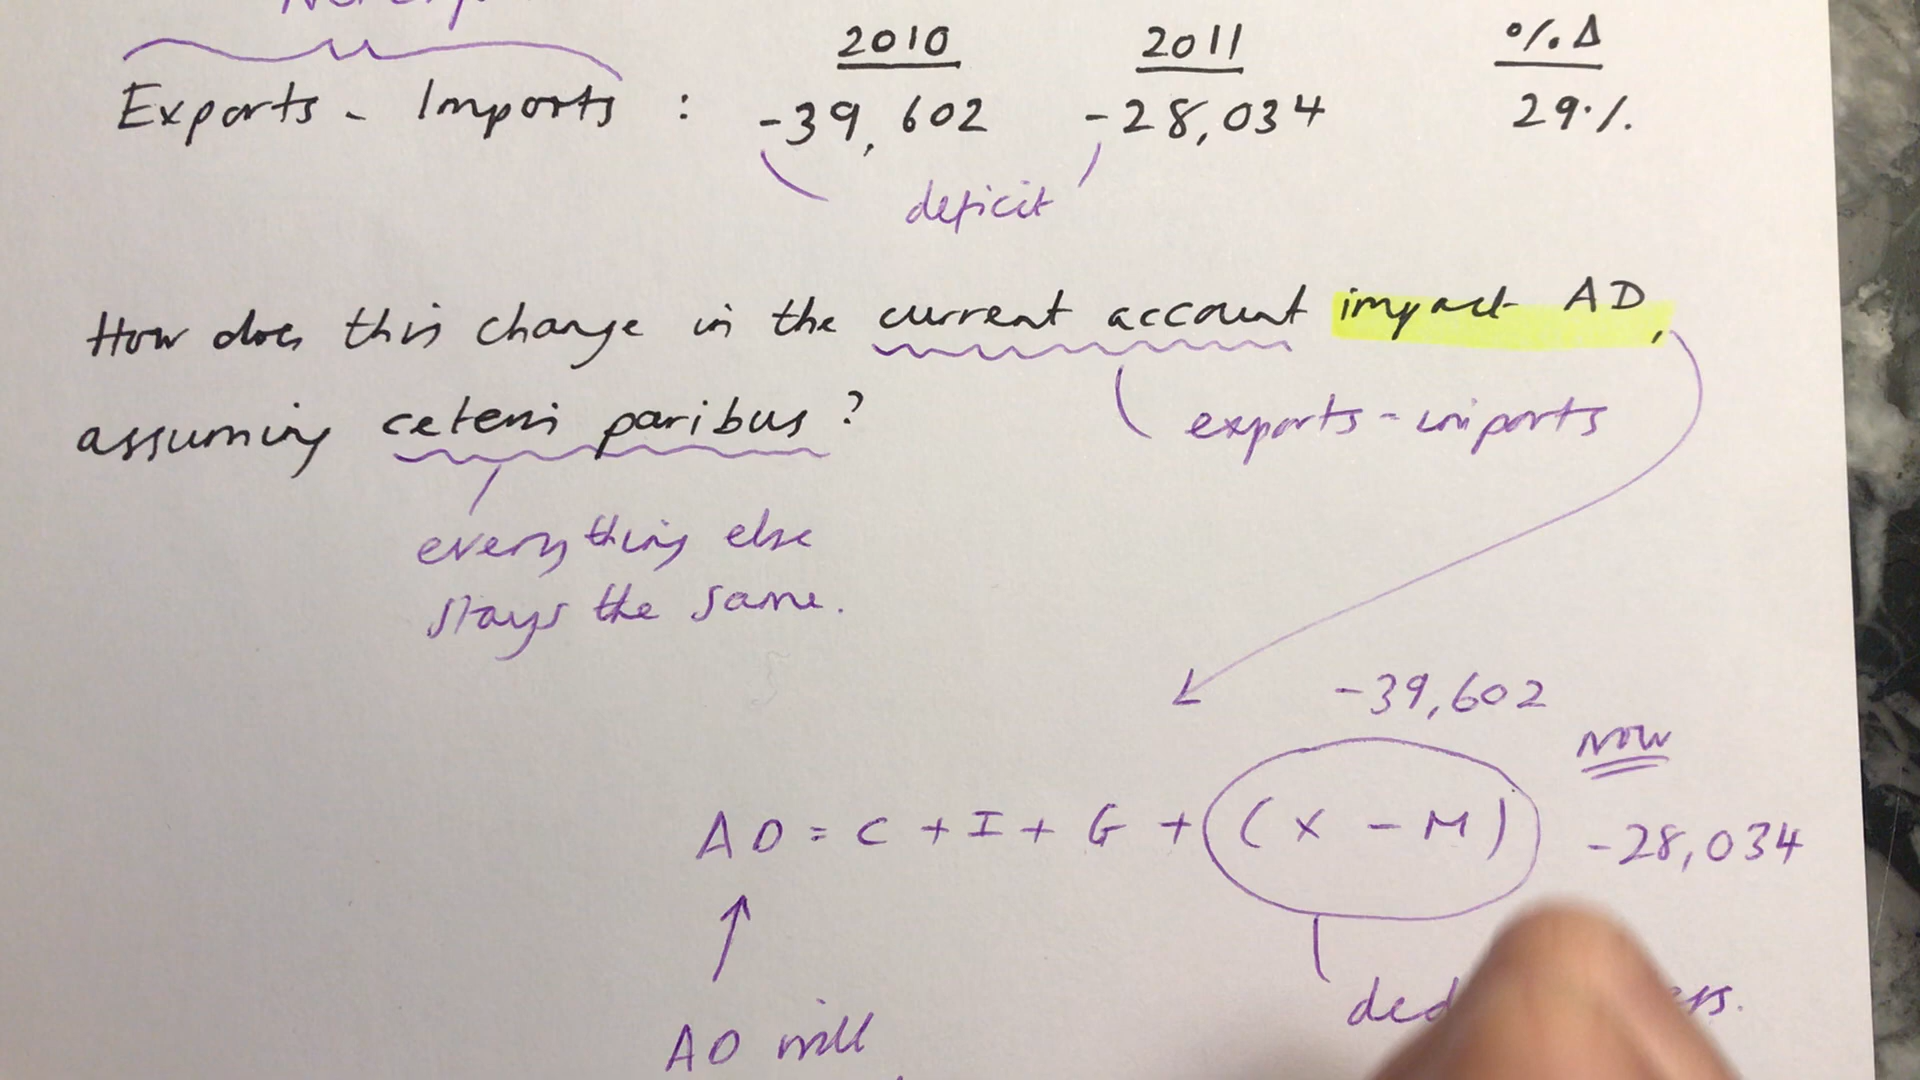 2010 2011 %Δ
Exports - Imports : -39,602 -28,034 29%
deficit
How does this change in the current account impact AD,
assuming ceteris paribus?
exports - imports
everything else
stays the same.
-39,602
NOW
AD = C + I + G + (X - M) -28,034
AD will